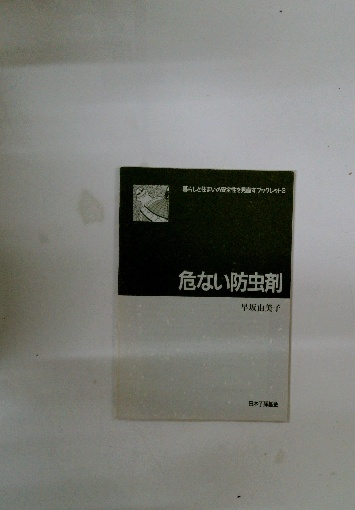 暮らしと住まいの安全性を見直すブックレット3
危ない防虫剤
早坂由美子
日本子孫基金